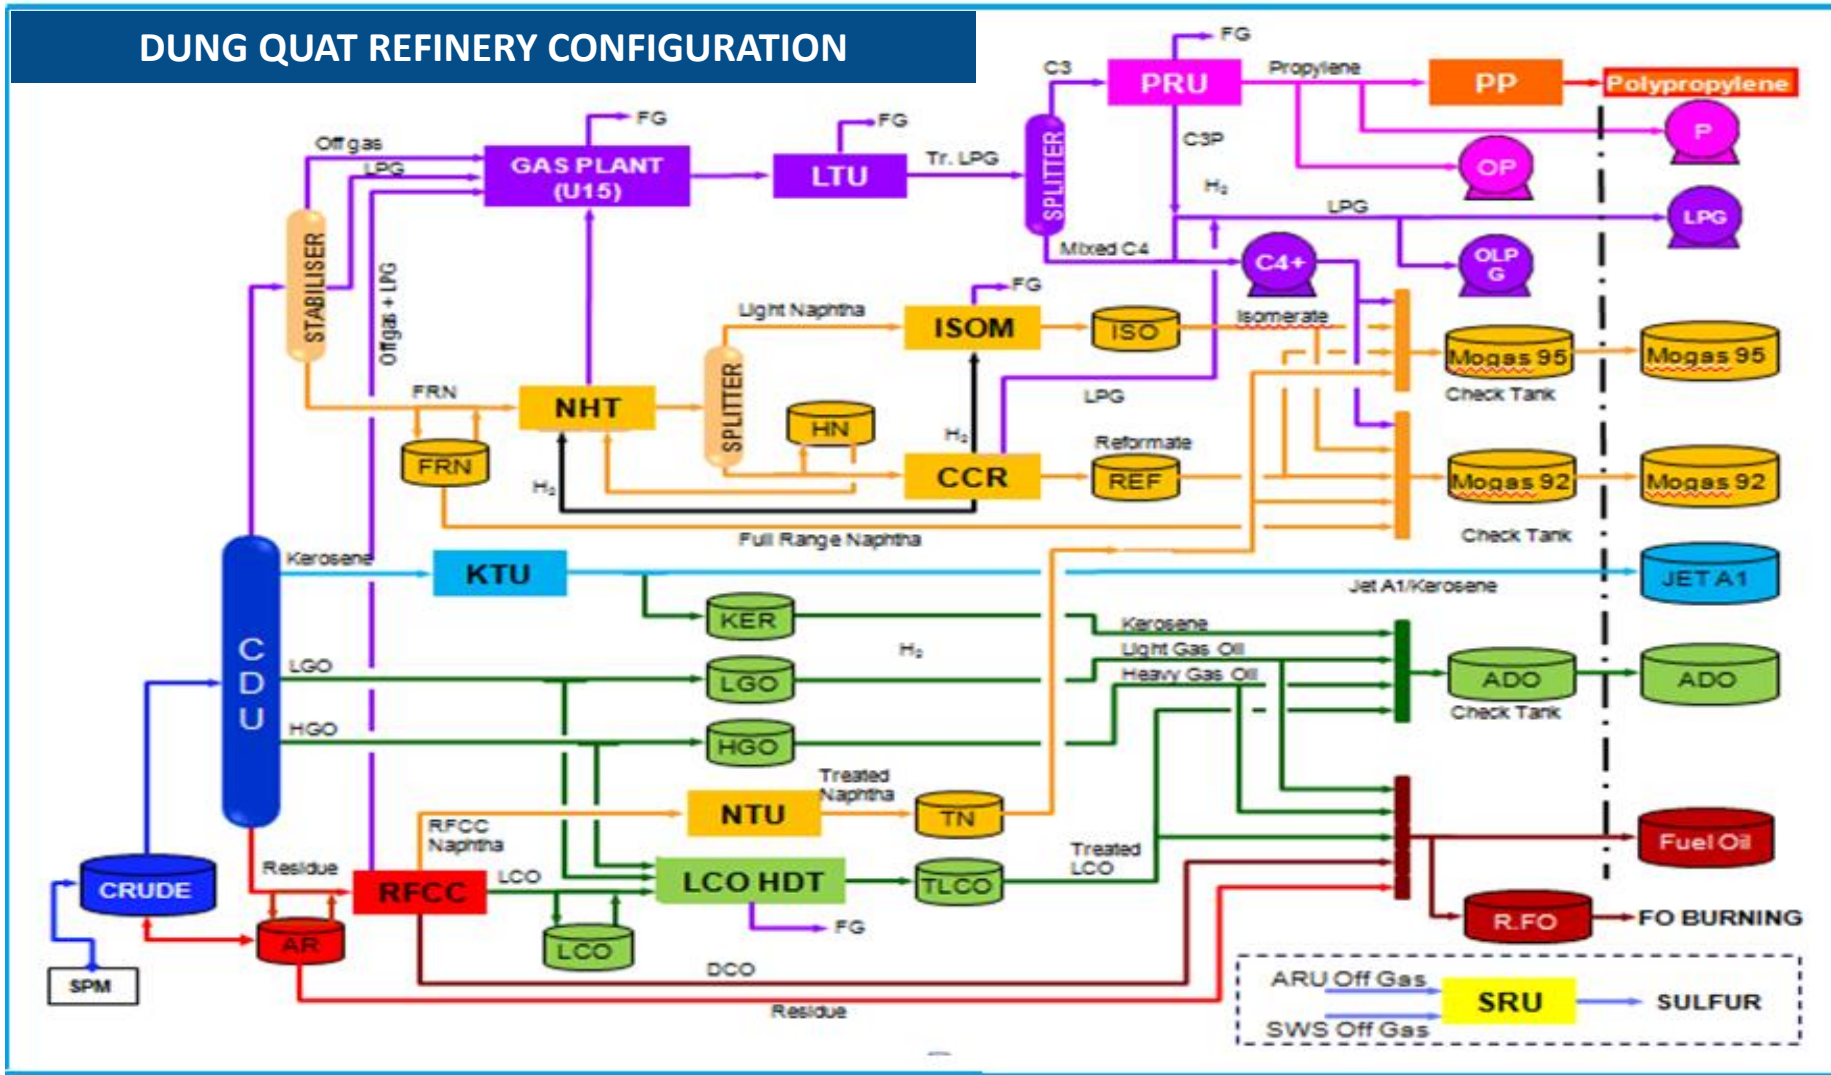 DUNG QUAT REFINERY CONFIGURATION
FG
C3
PRU
Propylene
PP
Polypropylene
FG
FG
Off gas
LPG
GAS PLANT
(U15)
LTU
Tr. LPG
SPLITTER
C3P
H₂
P
OP
LPG
LPG
Mixed C4
C4+
OLP
G
STABILISER
Offgas + LPG
FG
Light Naphtha
ISOM
ISO
Isomerate
Mogas 95
Mogas 95
Check Tank
FRN
NHT
SPLITTER
HN
LPG
H₂
Reformate
FRN
CCR
REF
Mogas 92
Mogas 92
H₂
Full Range Naphtha
Check Tank
Kerosene
KTU
JET A1
Jet A1/Kerosene
KER
Kerosene
C
D
U
H₂
Light Gas Oil
LGO
LGO
Heavy Gas Oil
ADO
ADO
Check Tank
HGO
HGO
Treated
Naphtha
RFCC
Naphtha
NTU
TN
Fuel Oil
Residue
LCO
Treated
LCO
CRUDE
RFCC
LCO HDT
TLCO
FG
R.FO
FO BURNING
AR
LCO
DCO
SPM
Residue
ARU Off Gas
SRU
SULFUR
SWS Off Gas